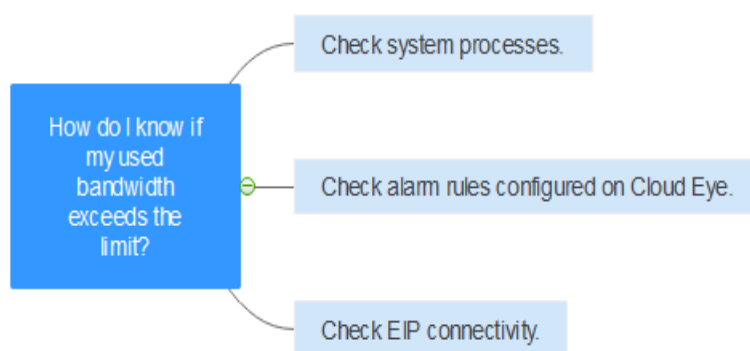 Check system processes.
How do I know if
my used
bandwidth
exceeds the
limit?
Check alarm rules configured on Cloud Eye.
Check EIP connectivity.